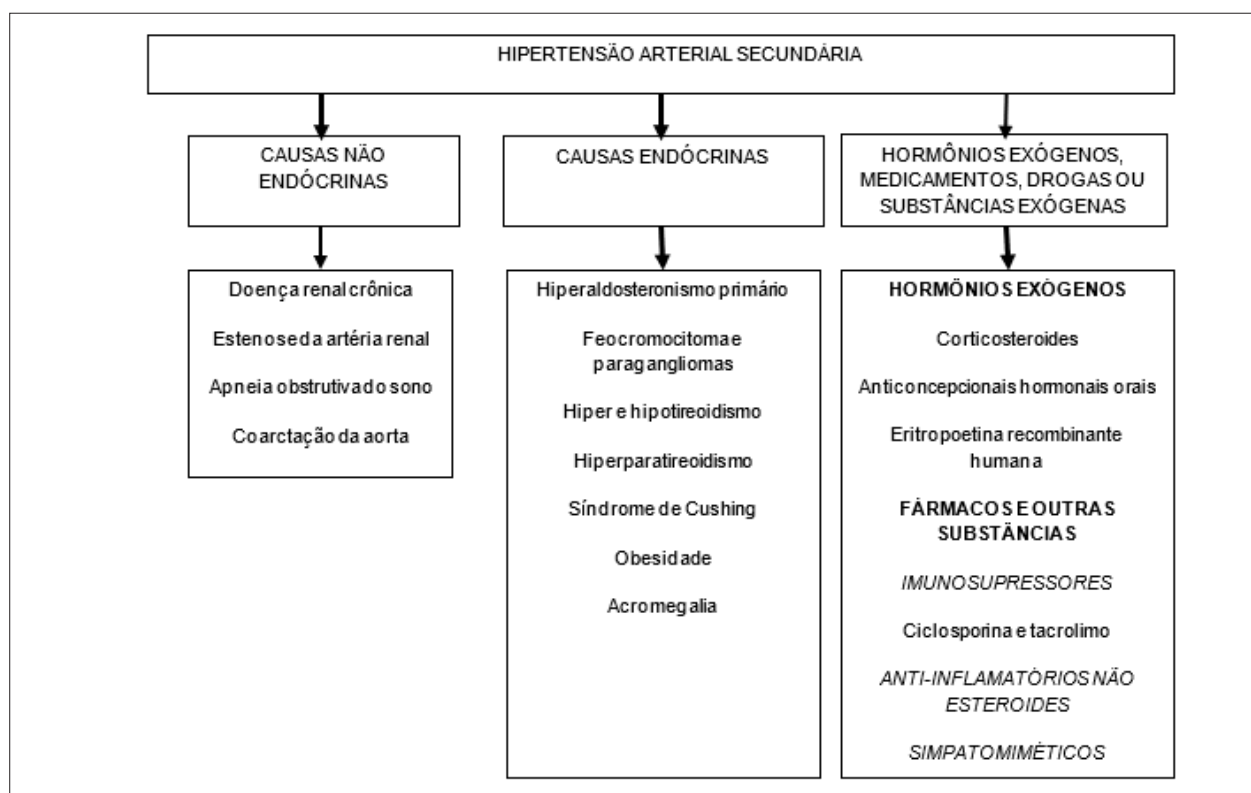 HIPERTENSÃO ARTERIAL SECUNDÁRIA
CAUSAS NÃO
ENDÓCRINAS
Doença renal crônica
Estenose da artéria renal
Apneia obstrutiva do sono
Coarctação da aorta
CAUSAS ENDÓCRINAS
Hiperaldosteronismo primário
Feocromocitoma e
paragangliomas
Hiper e hipotireoidismo
Hiperparatireoidismo
Síndrome de Cushing
Obesidade
Acromegalia
HORMÔNIOS EXÓGENOS,
MEDICAMENTOS, DROGAS OU
SUBSTÂNCIAS EXÓGENAS
HORMÔNIOS EXÓGENOS
Corticosteroides
Anticoncepcionais hormonais orais
Eritropoetina recombinante
humana
FÁRMACOS E OUTRAS
SUBSTÂNCIAS
IMUNOSUPRESSORES
Ciclosporina e tacrolimo
ANTI-INFLAMATÓRIOS NÃO
ESTEROIDES
SIMPATOMIMÉTICOS